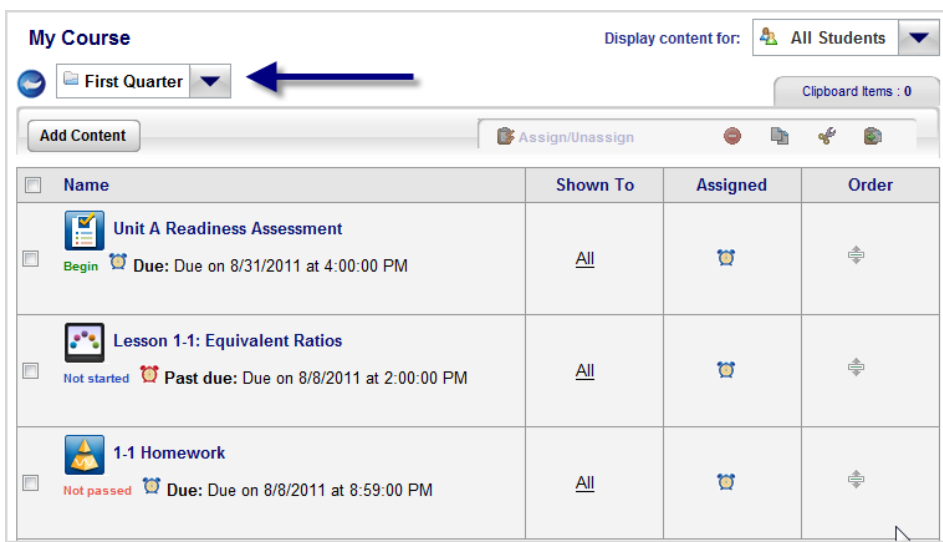 My Course
Display content for: All Students
First Quarter
Clipboard Items : 0
Add Content
Assign/Unassign
Name Shown To Assigned Order
Unit A Readiness Assessment
Begin Due: Due on 8/31/2011 at 4:00:00 PM
All
Lesson 1-1: Equivalent Ratios
Not started Past due: Due on 8/8/2011 at 2:00:00 PM
All
1-1 Homework
Not passed Due: Due on 8/8/2011 at 8:59:00 PM
All